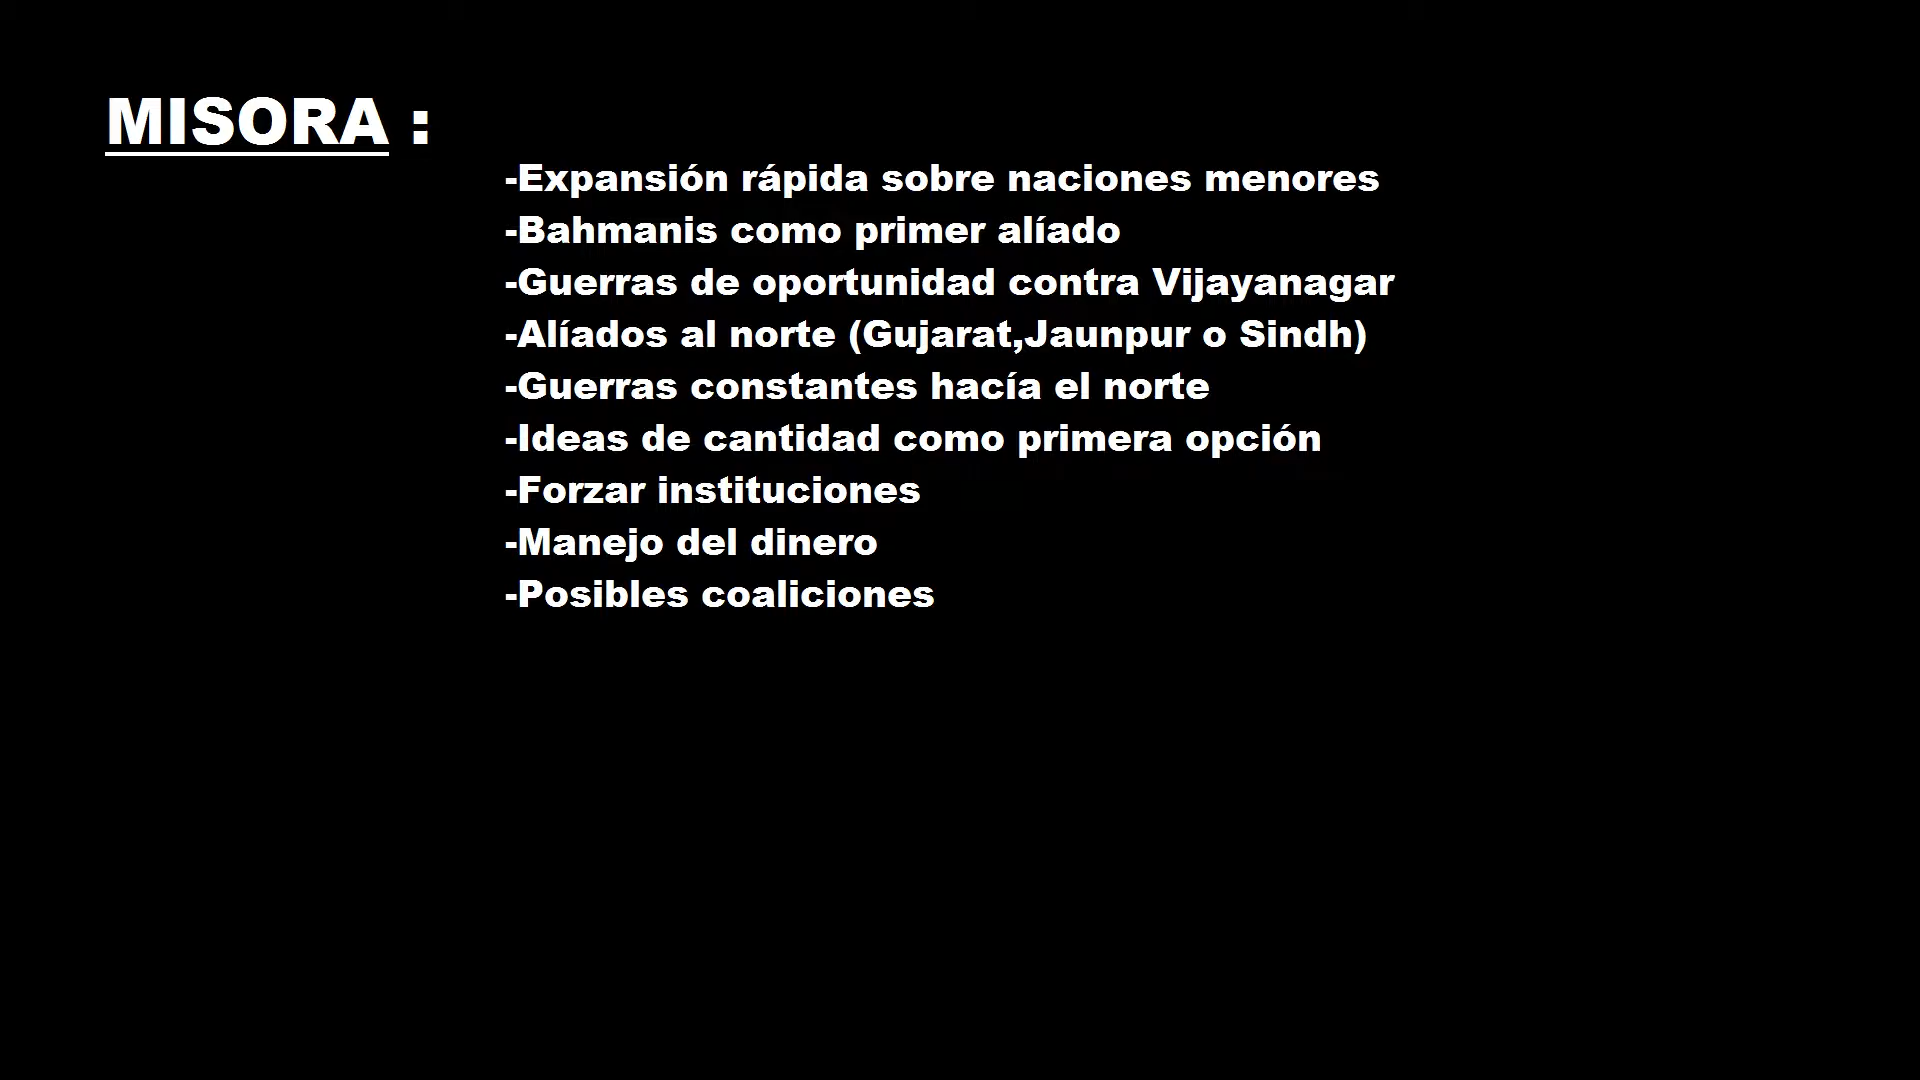 MISORA :
-Expansión rápida sobre naciones menores
-Bahmanis como primer alíado
-Guerras de oportunidad contra Vijayanagar
-Alíados al norte (Gujarat,Jaunpur o Sindh)
-Guerras constantes hacía el norte
-Ideas de cantidad como primera opción
-Forzar instituciones
-Manejo del dinero
-Posibles coaliciones